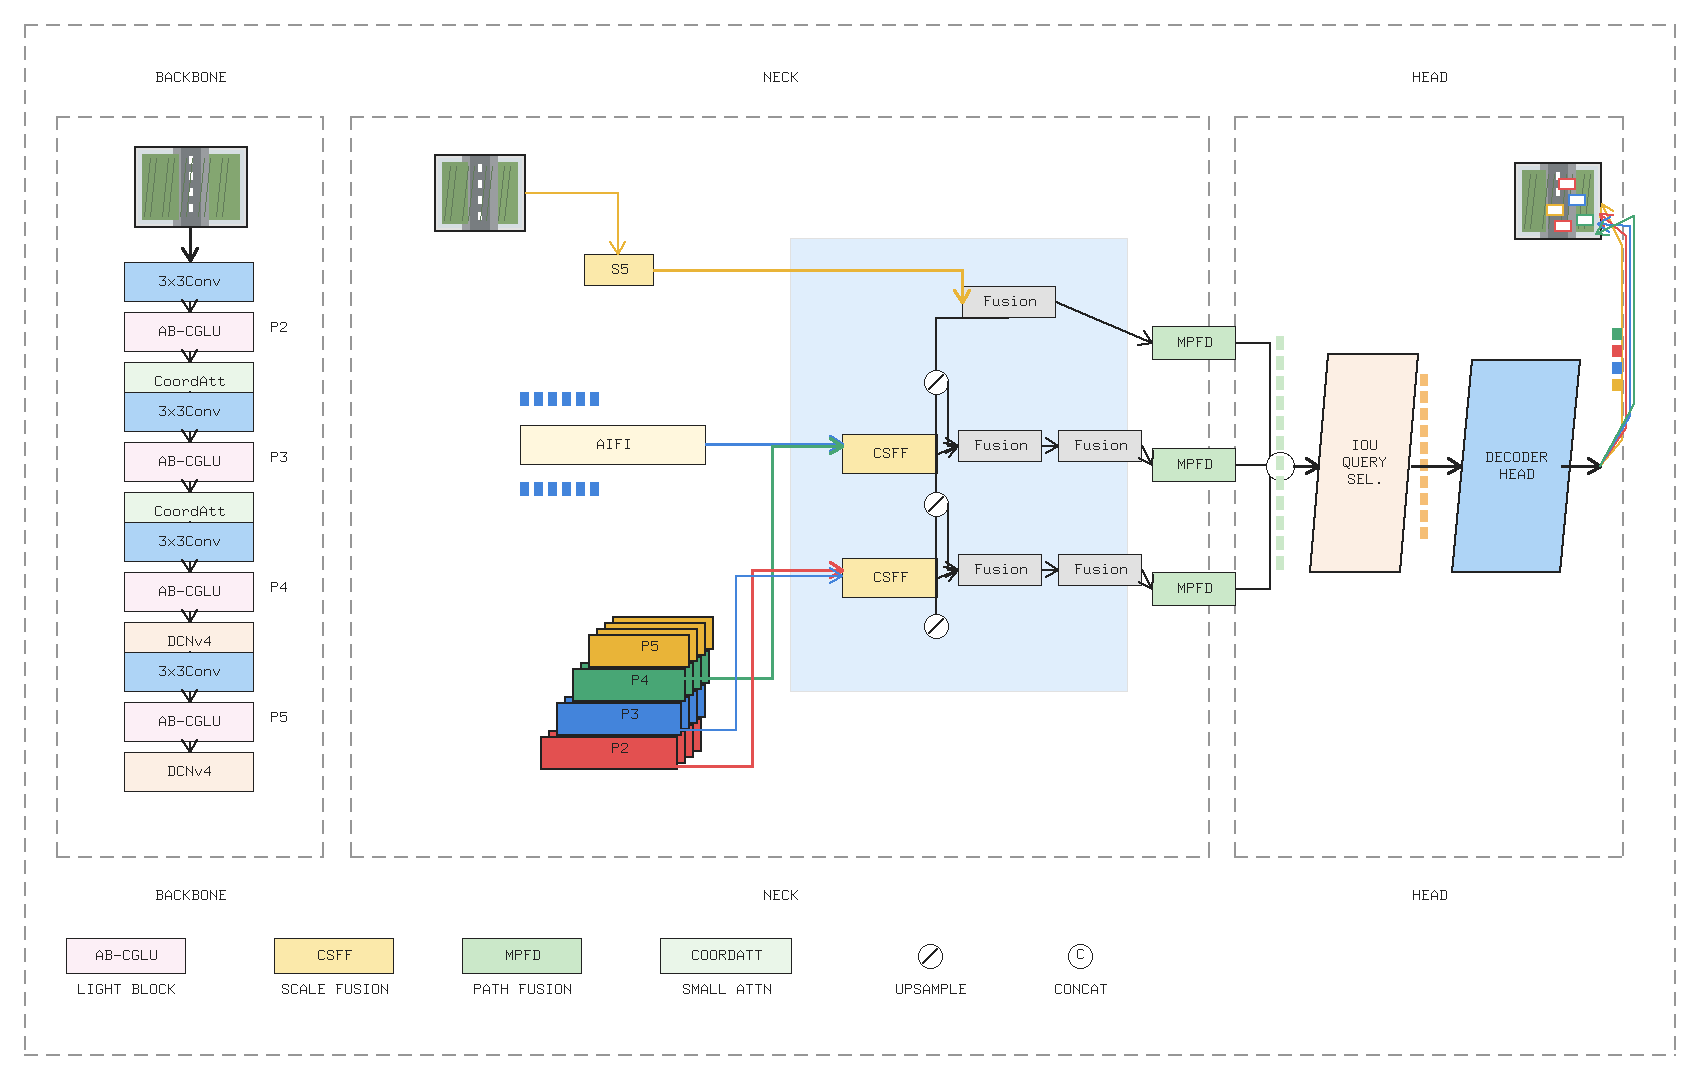 BACKBONE
NECK
HEAD
3x3Conv
AB-CGLU
P2
CoordAtt
3x3Conv
AB-CGLU
P3
CoordAtt
3x3Conv
AB-CGLU
P4
DCNv4
3x3Conv
AB-CGLU
P5
DCNv4
S5
AIFI
P5
P4
P3
P2
Fusion
CSFF
Fusion
Fusion
CSFF
Fusion
Fusion
MPFD
MPFD
MPFD
IOU
QUERY
SEL.
DECODER
HEAD
BACKBONE
NECK
HEAD
AB-CGLU
LIGHT BLOCK
CSFF
SCALE FUSION
MPFD
PATH FUSION
COORDATT
SMALL ATTN
UPSAMPLE
C
CONCAT